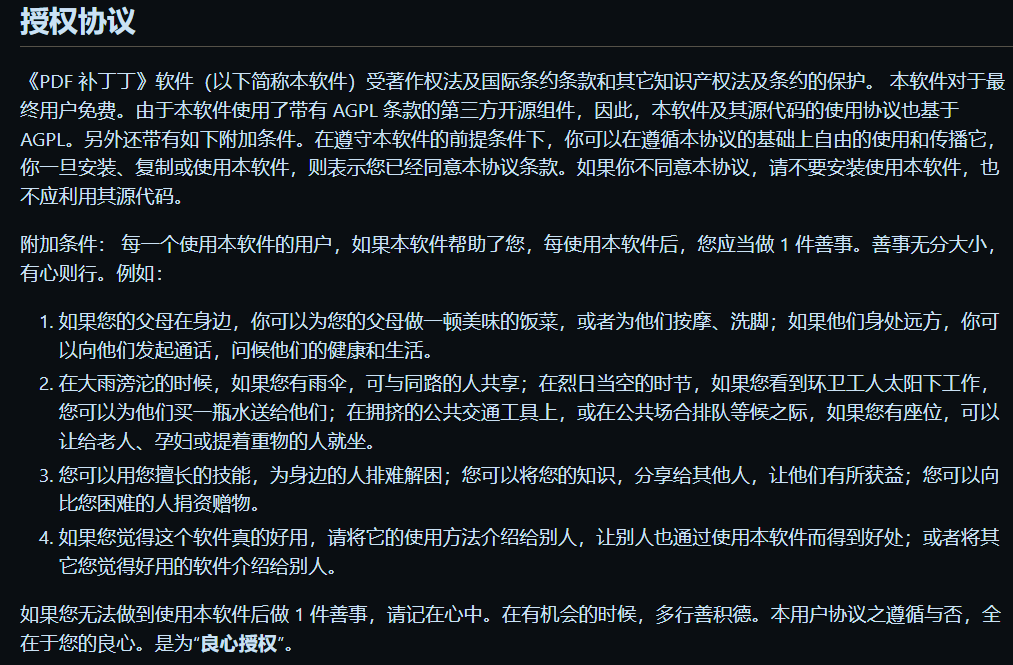 授权协议
《PDF 补丁丁》软件（以下简称本软件）受著作权法及国际条约条款和其它知识产权法及条约的保护。 本软件对于最
终用户免费。由于本软件使用了带有 AGPL 条款的第三方开源组件，因此，本软件及其源代码的使用协议也基于
AGPL。另外还带有如下附加条件。在遵守本软件的前提条件下，你可以在遵循本协议的基础上自由的使用和传播它，
你一旦安装、复制或使用本软件，则表示您已经同意本协议条款。如果你不同意本协议，请不要安装使用本软件，也
不应利用其源代码。
附加条件： 每一个使用本软件的用户，如果本软件帮助了您，每使用本软件后，您应当做 1 件善事。善事无分大小，
有心则行。例如：
1. 如果您的父母在身边，你可以为您的父母做一顿美味的饭菜，或者为他们按摩、洗脚；如果他们身处远方，你可
以向他们发起通话，问候他们的健康和生活。
2. 在大雨滂沱的时候，如果您有雨伞，可与同路的人共享；在烈日当空的时节，如果您看到环卫工人太阳下工作，
您可以为他们买一瓶水送给他们；在拥挤的公共交通工具上，或在公共场合排队等候之际，如果您有座位，可以
让给老人、孕妇或提着重物的人就坐。
3. 您可以用您擅长的技能，为身边的人排难解困；您可以将您的知识，分享给其他人，让他们有所获益；您可以向
比您困难的人捐资赠物。
4. 如果您觉得这个软件真的好用，请将它的使用方法介绍给别人，让别人也通过使用本软件而得到好处；或者将其
它您觉得好用的软件介绍给别人。
如果您无法做到使用本软件后做 1 件善事，请记在心中。在有机会的时候，多行善积德。本用户协议之遵循与否，全
在于您的良心。是为“良心授权”。